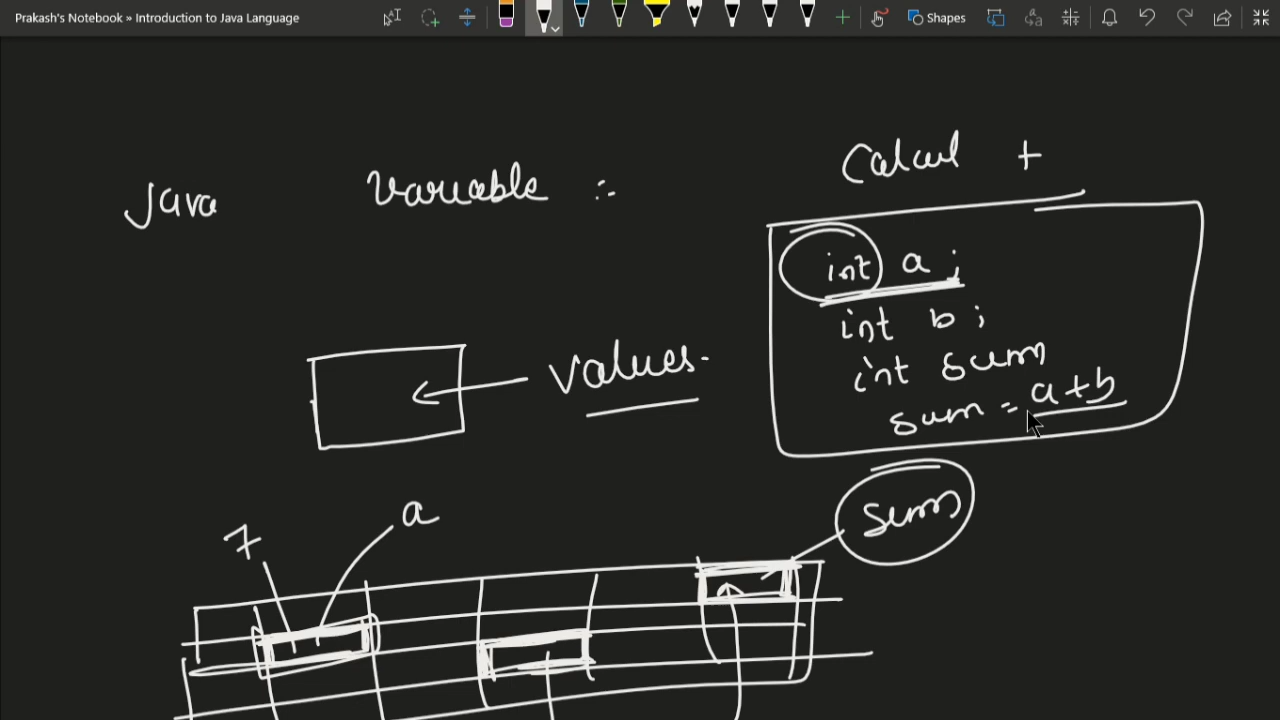 Prakash's Notebook » Introduction to Java Language
Shapes
Java Variable :-
Calcul +
int a ;
int b ;
int sum
sum = a+b
values.
sum
a
7